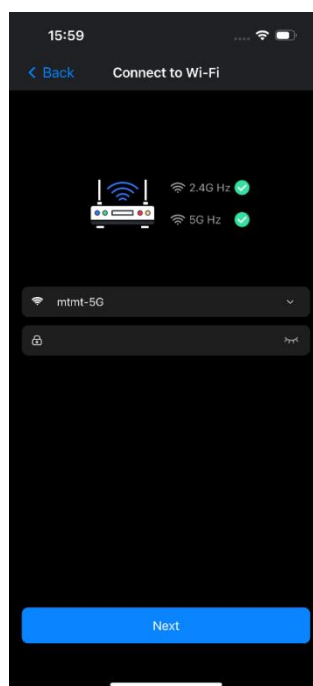 15:59
Back Connect to Wi-Fi
2.4G Hz
5G Hz
mtmt-5G
Next